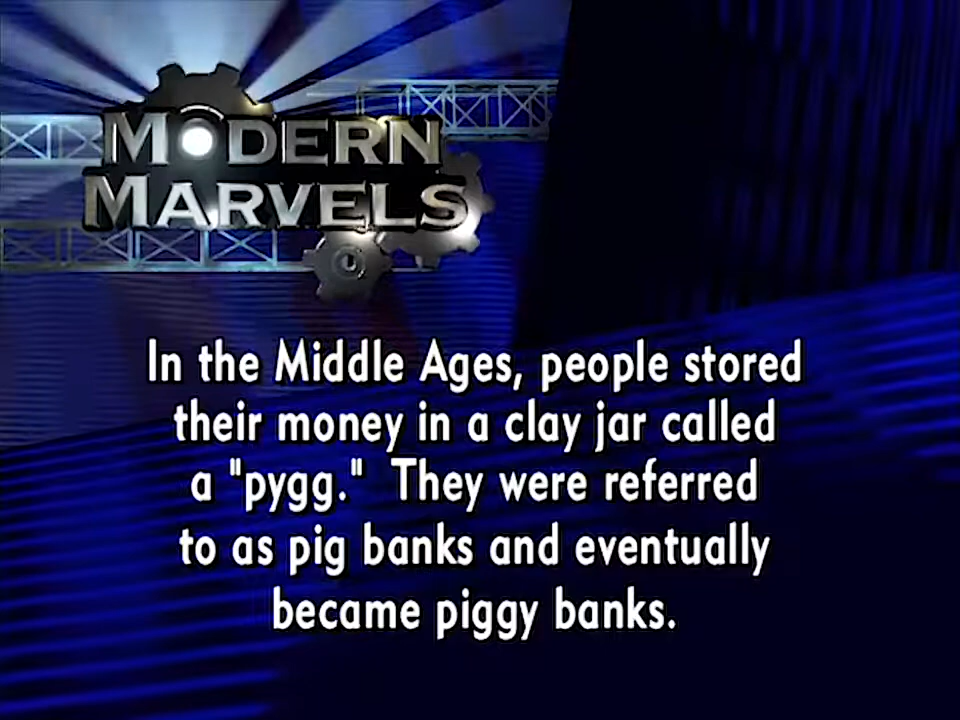 MODERN
MARVELS
In the Middle Ages, people stored
their money in a clay jar called
a "pygg."  They were referred
to as pig banks and eventually
became piggy banks.